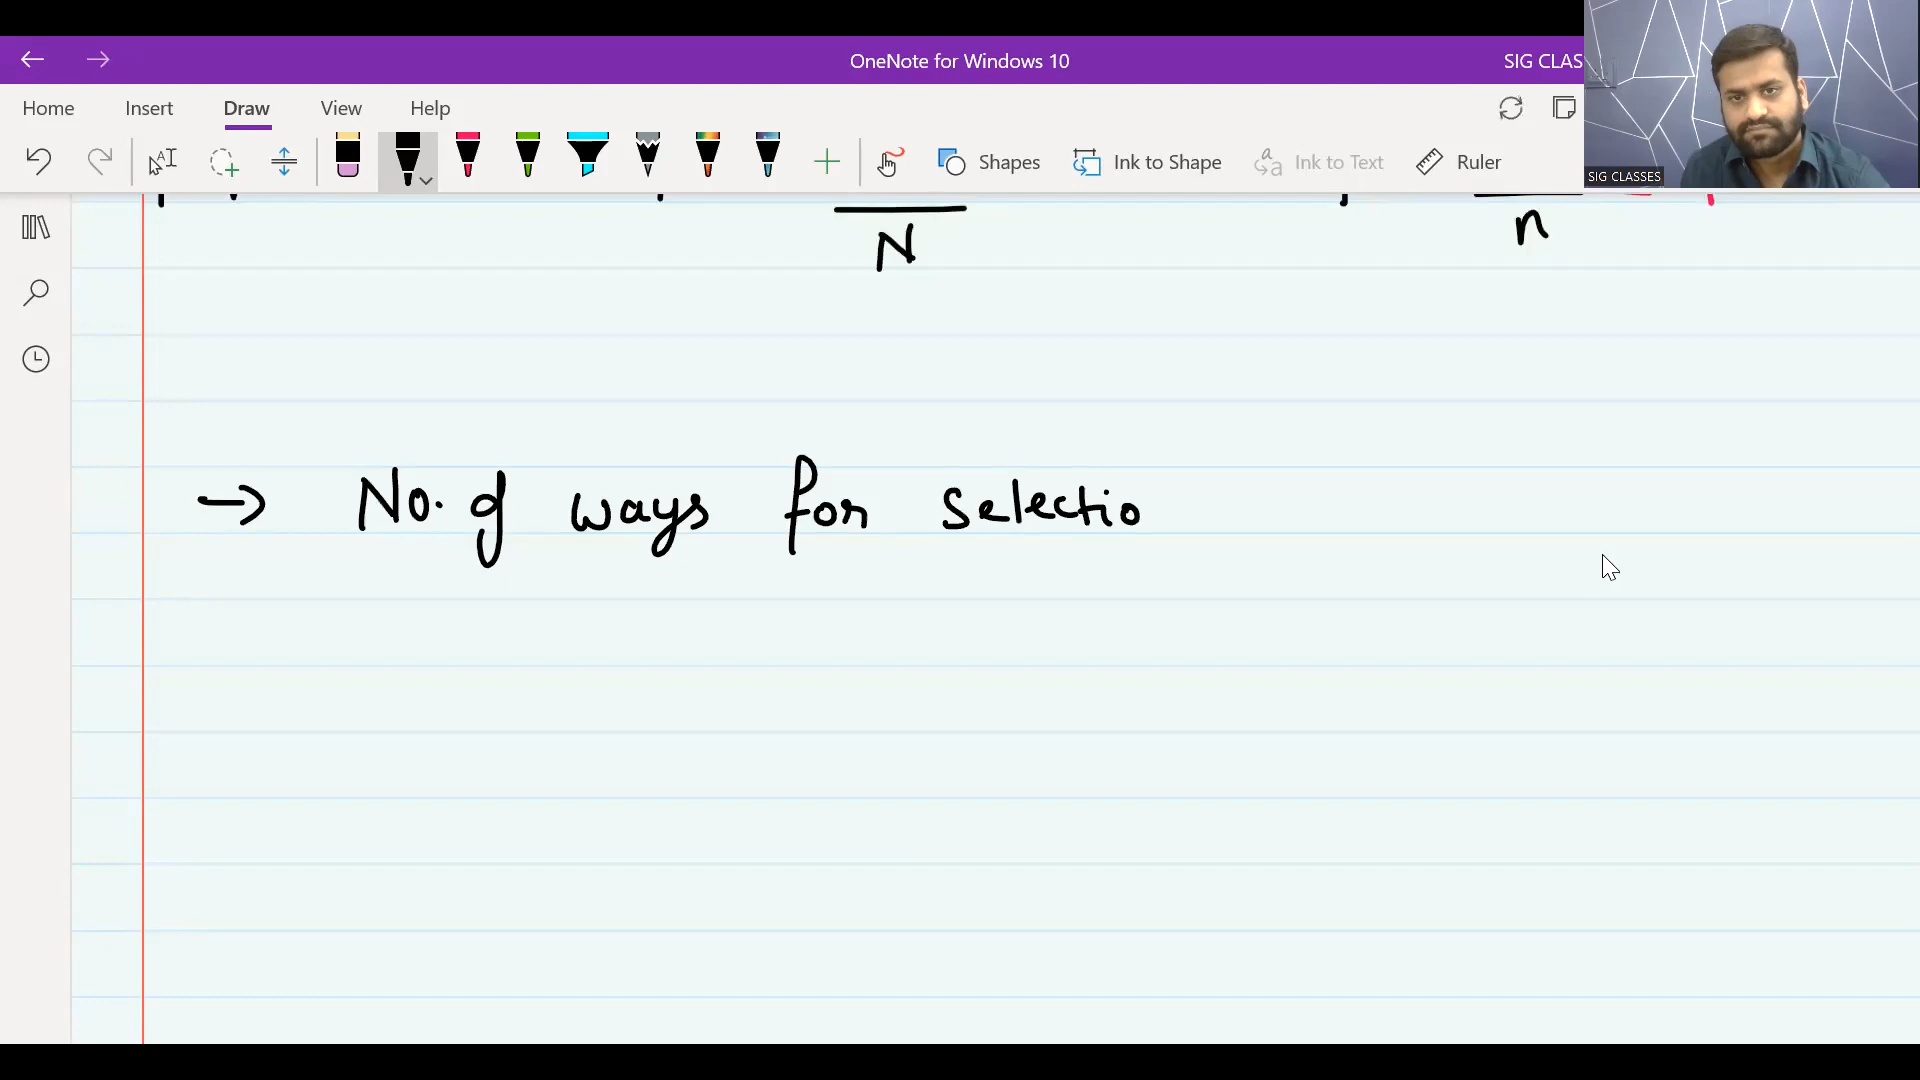 OneNote for Windows 10
SIG CLAS
Home Insert Draw View Help
Shapes Ink to Shape Ink to Text Ruler
SIG CLASSES
N
n
→ No. of ways for selectio